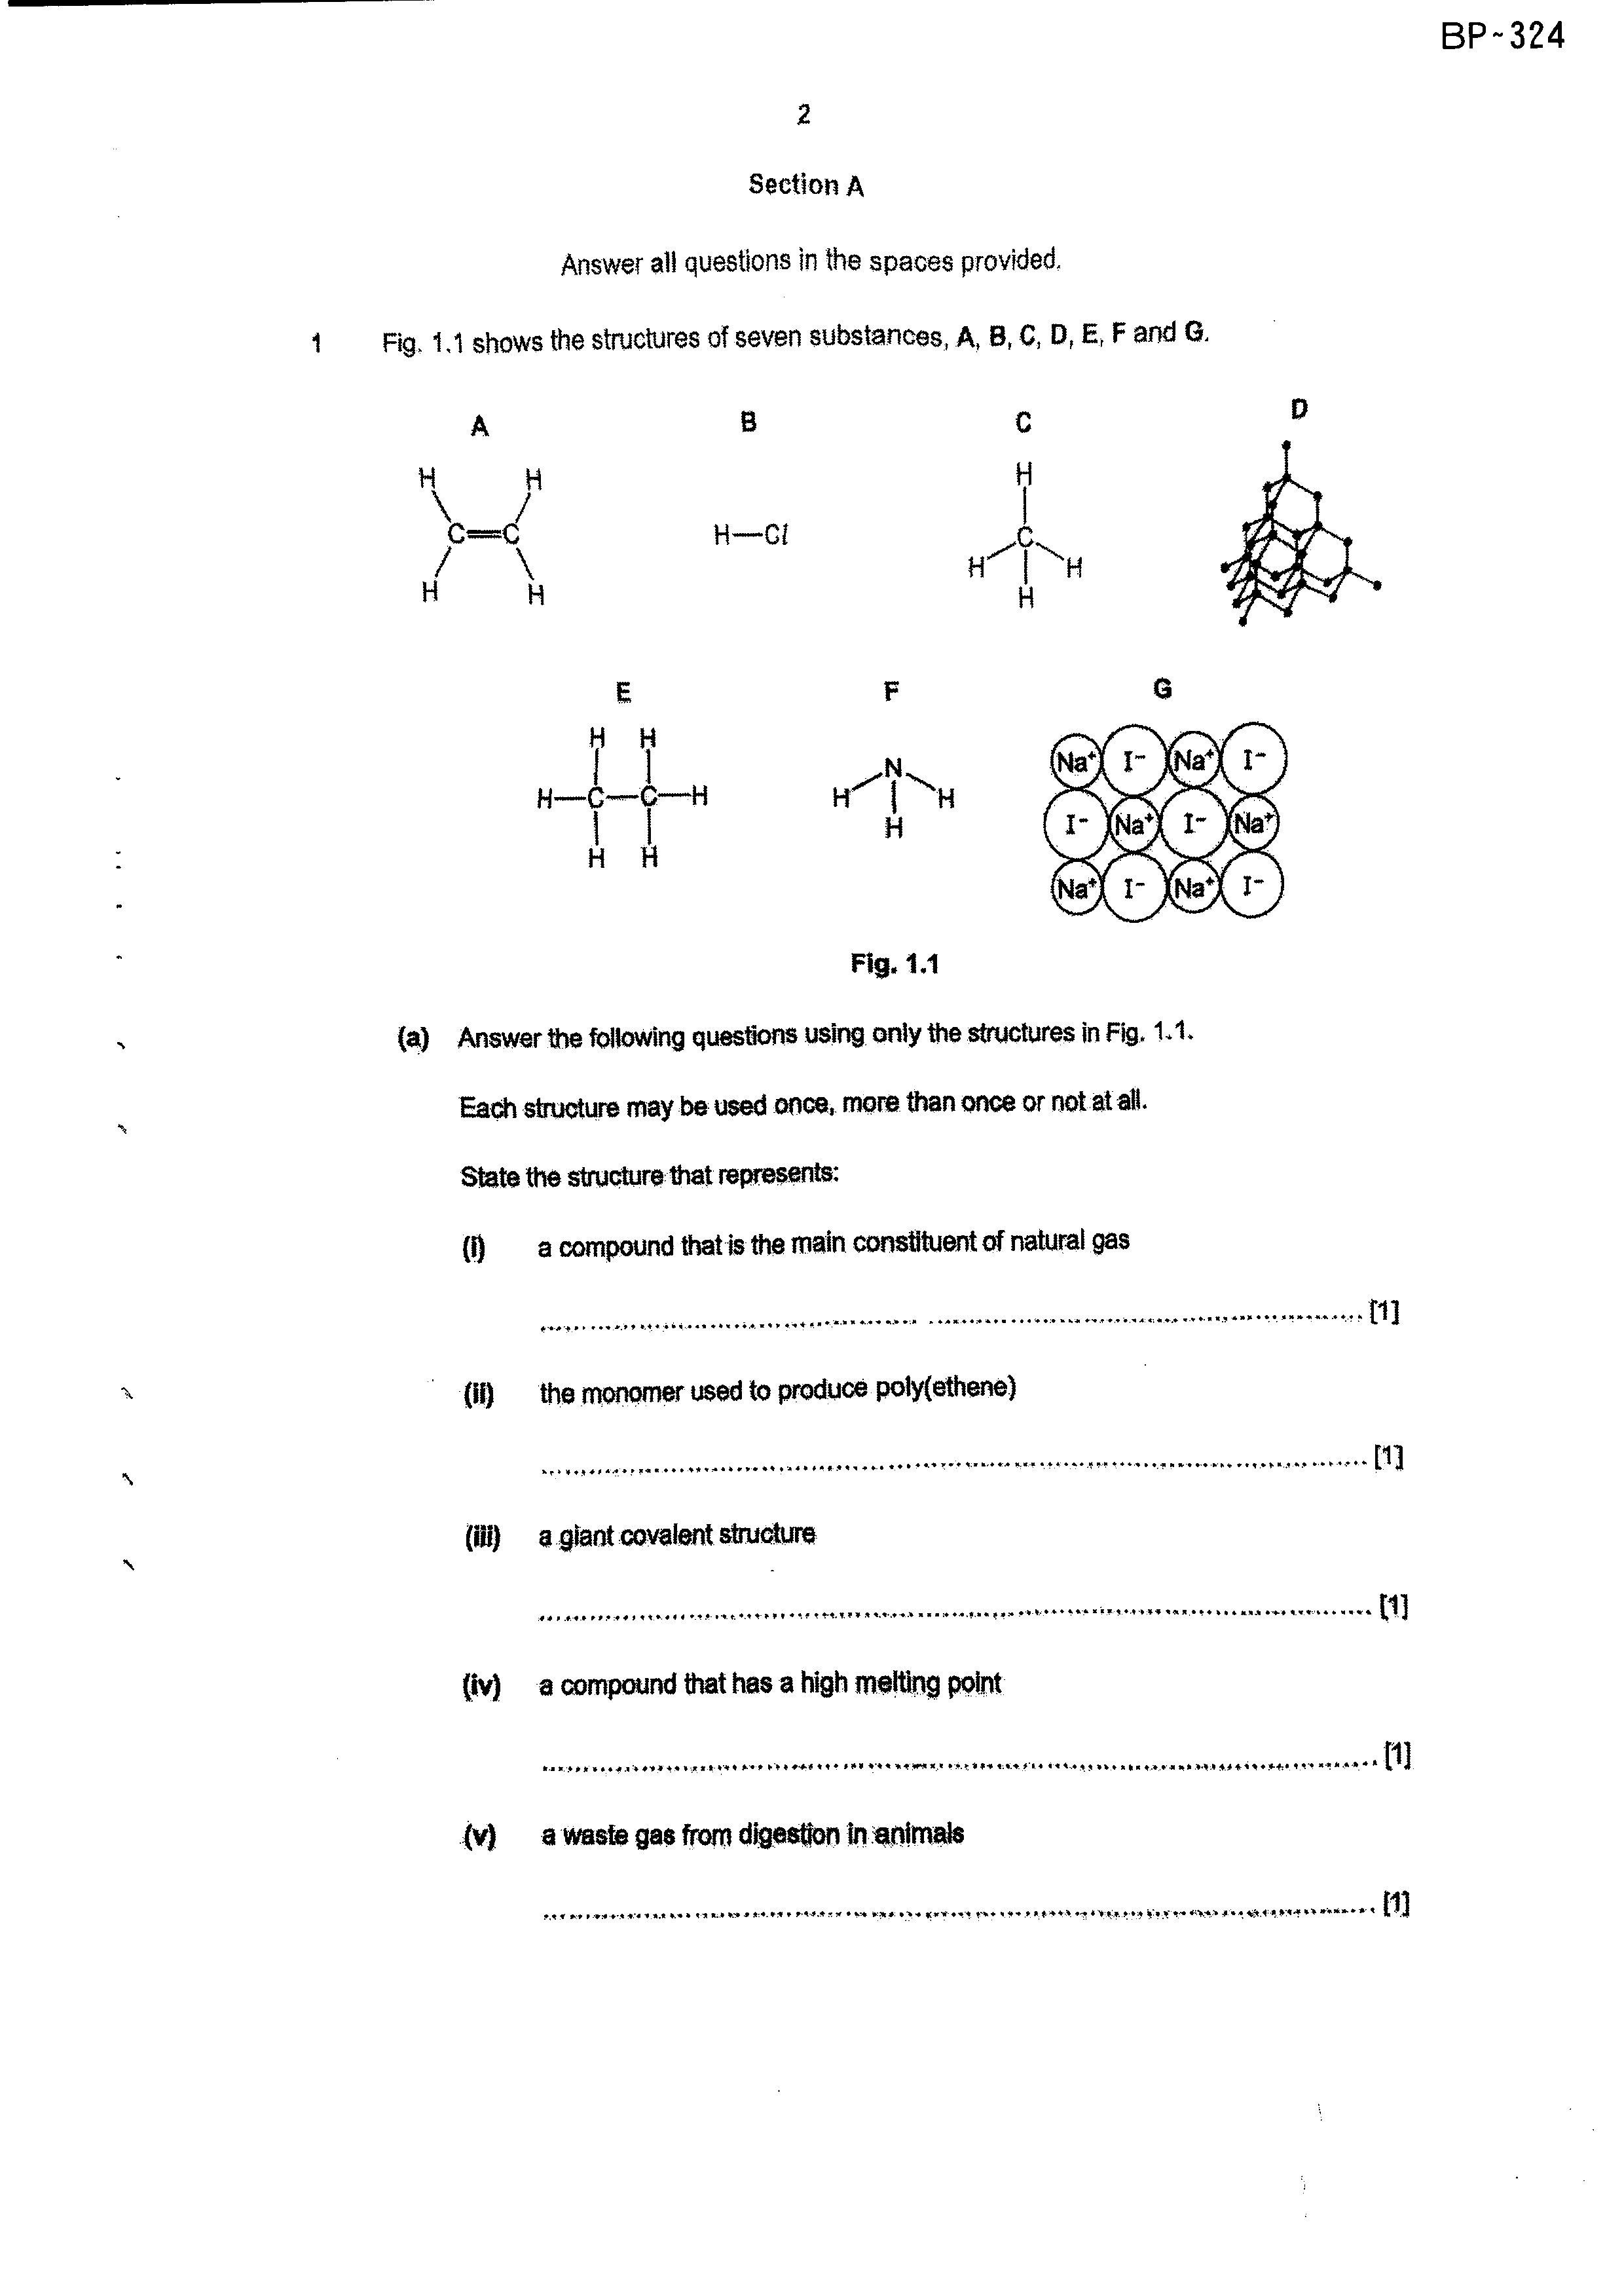 BP~324
2
Section A
Answer all questions in the spaces provided.
1 Fig. 1.1 shows the structures of seven substances, A, B, C, D, E, F and G.
A B C D
H H
C=C
H H
H—Cl
H
C
H H
H
E F G
H H
H—C—C—H
H H
N
H H
H
Na⁺ I⁻ Na⁺ I⁻
I⁻ Na⁺ I⁻ Na⁺
Na⁺ I⁻ Na⁺ I⁻
Fig. 1.1
(a) Answer the following questions using only the structures in Fig. 1.1.
Each structure may be used once, more than once or not at all.
State the structure that represents:
(i) a compound that is the main constituent of natural gas
[1]
(ii) the monomer used to produce poly(ethene)
[1]
(iii) a giant covalent structure
[1]
(iv) a compound that has a high melting point
[1]
(v) a waste gas from digestion in animals
[1]